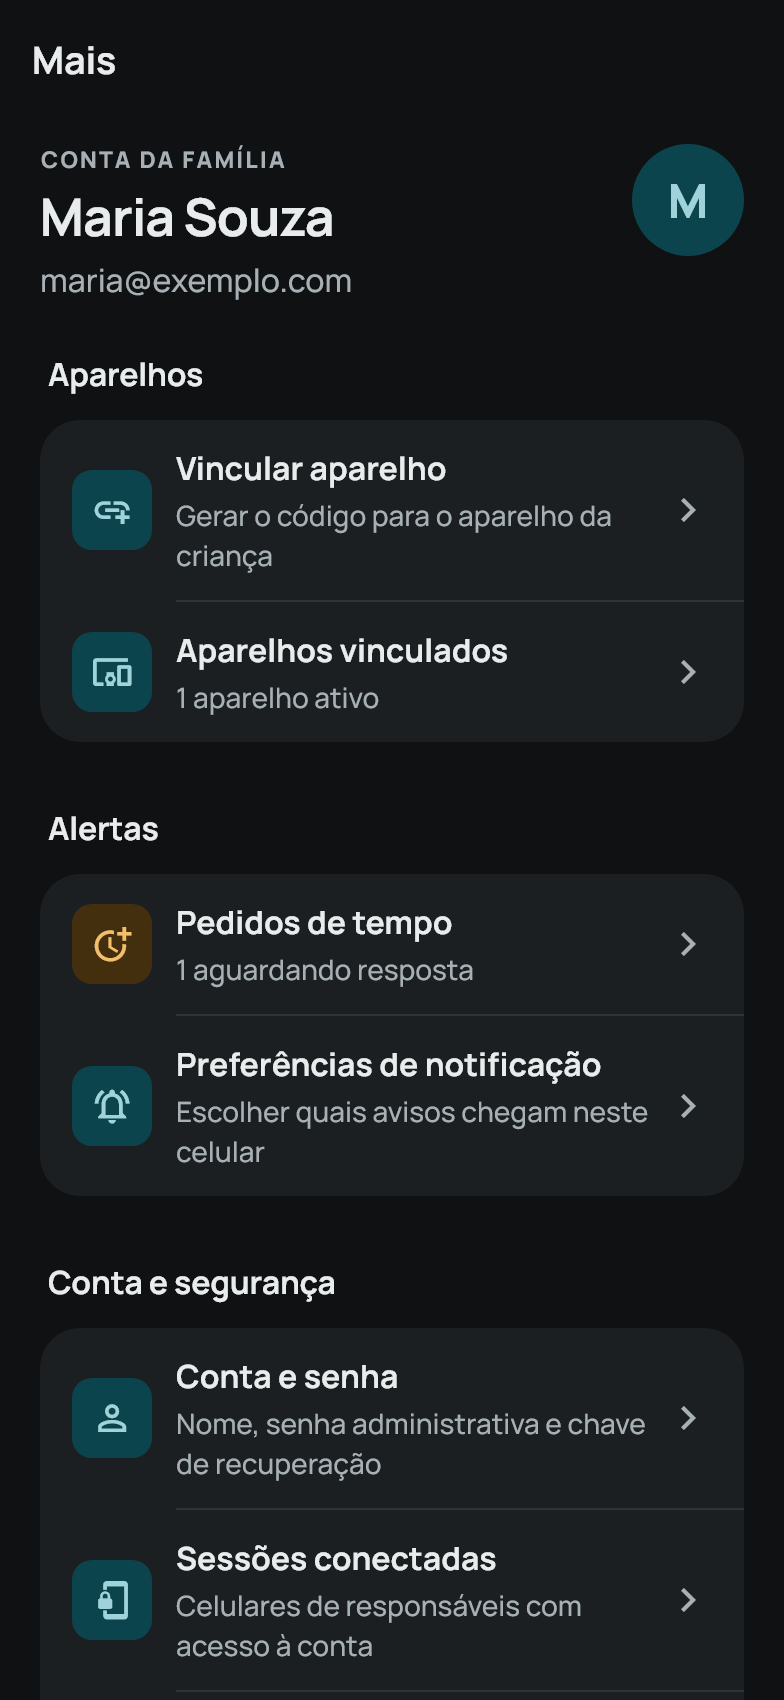 Mais
CONTA DA FAMÍLIA
Maria Souza
maria@exemplo.com
M
Aparelhos
Vincular aparelho
Gerar o código para o aparelho da
criança
Aparelhos vinculados
1 aparelho ativo
Alertas
Pedidos de tempo
1 aguardando resposta
Preferências de notificação
Escolher quais avisos chegam neste
celular
Conta e segurança
Conta e senha
Nome, senha administrativa e chave
de recuperação
Sessões conectadas
Celulares de responsáveis com
acesso à conta